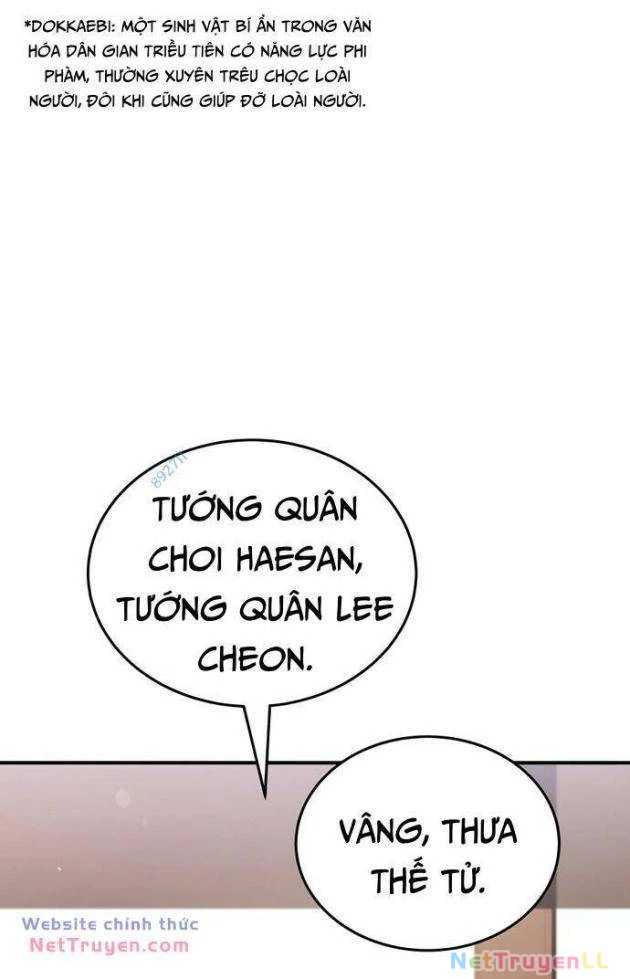 *DOKKAEBI: MỘT SINH VẬT BÍ ẨN TRONG VĂN
HÓA DÂN GIAN TRIỀU TIÊN CÓ NĂNG LỰC PHI
PHÀM, THƯỜNG XUYÊN TRÊU CHỌC LOÀI
NGƯỜI, ĐÔI KHI CŨNG GIÚP ĐỠ LOÀI NGƯỜI.
892711
TƯỚNG QUÂN
CHOI HAESAN,
TƯỚNG QUÂN LEE
CHEON.
VÂNG, THƯA
THẾ TỬ.
Website chính thức
NetTruyen.com
NetTruyenLL